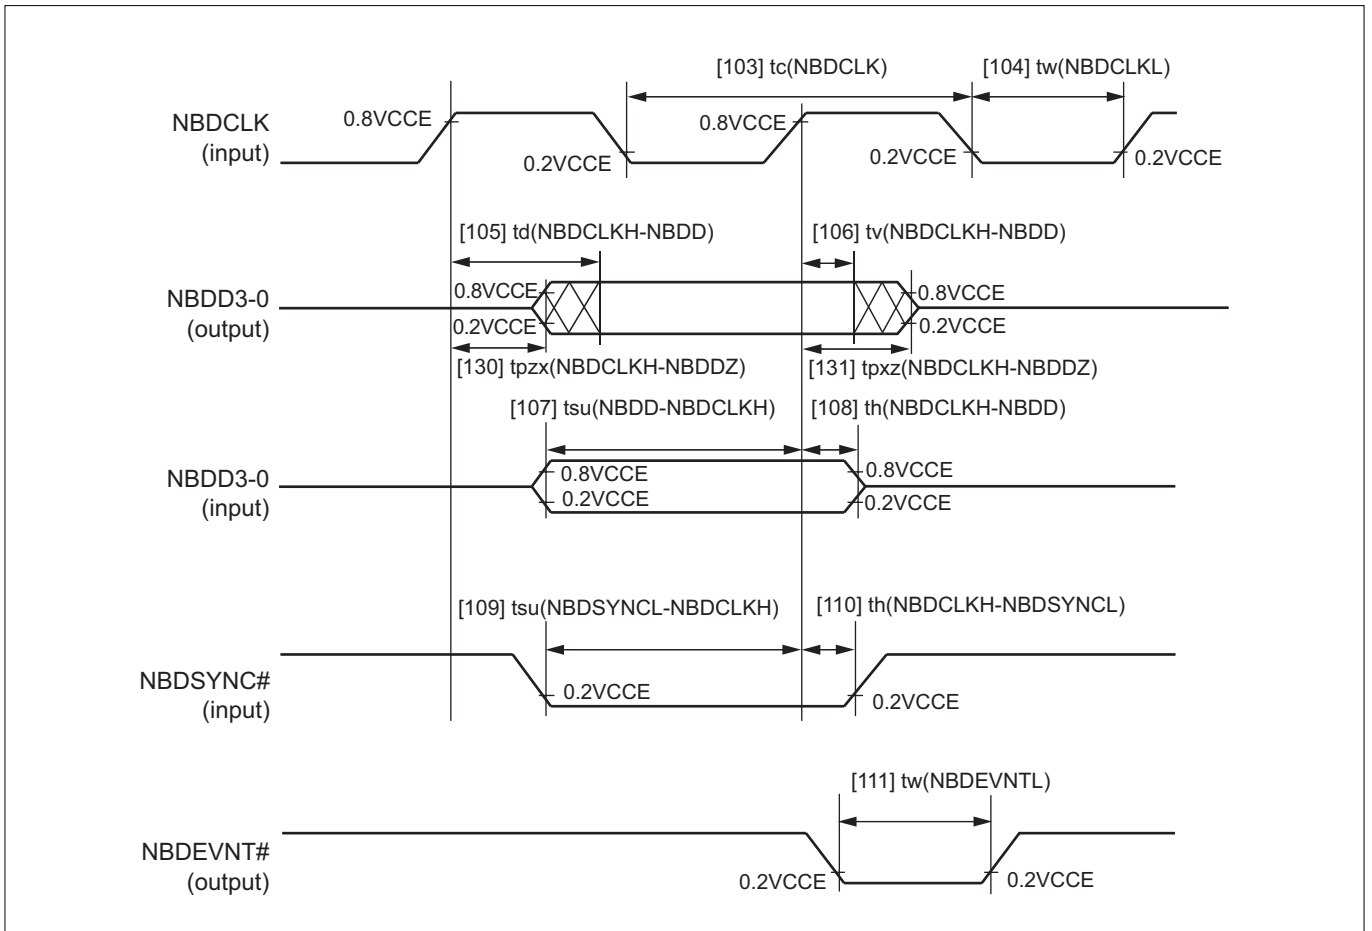 [103] tc(NBDCLK)
[104] tw(NBDCLKL)
NBDCLK
(input)
0.8VCCE
0.2VCCE
0.8VCCE
0.2VCCE
0.2VCCE
[105] td(NBDCLKH-NBDD)
[106] tv(NBDCLKH-NBDD)
NBDD3-0
(output)
0.8VCCE
0.2VCCE
0.8VCCE
0.2VCCE
[130] tpzx(NBDCLKH-NBDDZ)
[131] tpxz(NBDCLKH-NBDDZ)
[107] tsu(NBDD-NBDCLKH)
[108] th(NBDCLKH-NBDD)
NBDD3-0
(input)
0.8VCCE
0.2VCCE
0.8VCCE
0.2VCCE
[109] tsu(NBDSYNCL-NBDCLKH)
[110] th(NBDCLKH-NBDSYNCL)
NBDSYNC#
(input)
0.2VCCE
0.2VCCE
[111] tw(NBDEVNTL)
NBDEVNT#
(output)
0.2VCCE
0.2VCCE